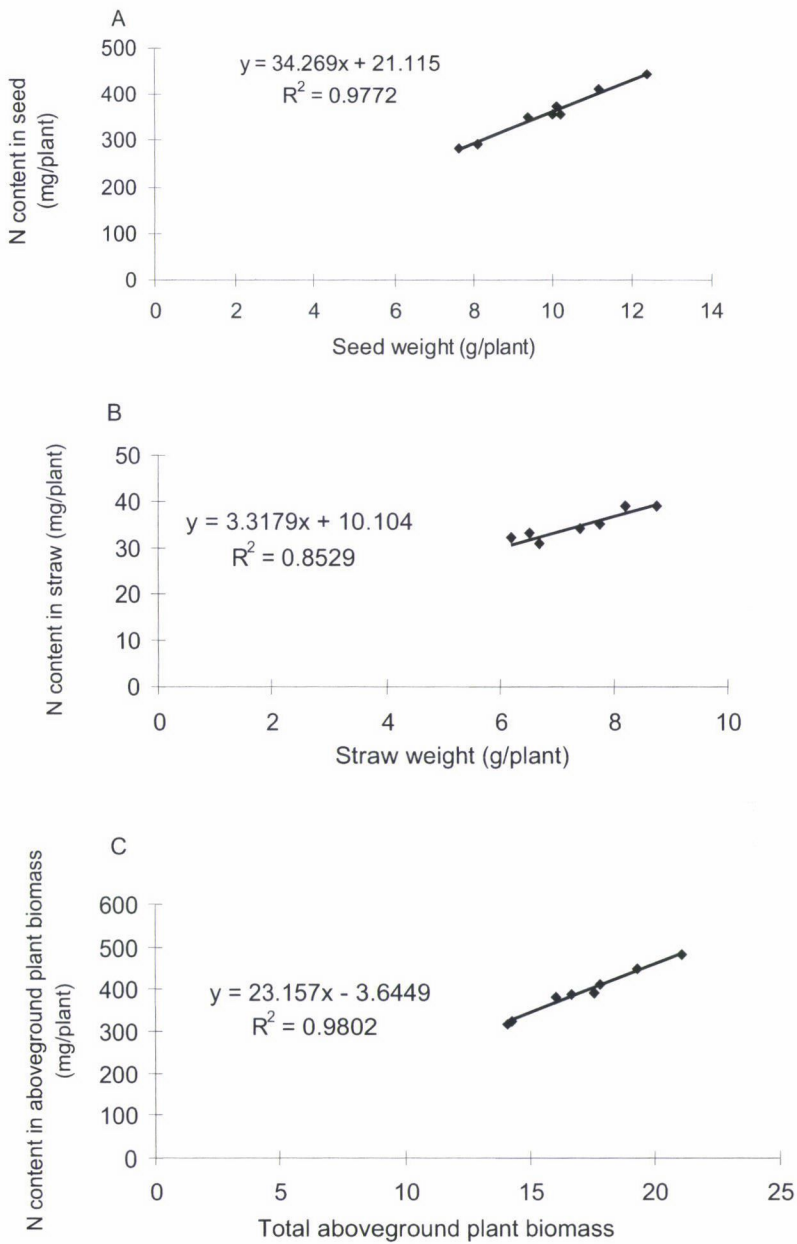 A
500
400
300
200
100
0
y = 34.269x + 21.115
R² = 0.9772
N content in seed
(mg/plant)
0 2 4 6 8 10 12 14
Seed weight (g/plant)
B
50
40
30
20
10
0
y = 3.3179x + 10.104
R² = 0.8529
N content in straw (mg/plant)
0 2 4 6 8 10
Straw weight (g/plant)
C
600
500
400
300
200
100
0
y = 23.157x - 3.6449
R² = 0.9802
N content in aboveground plant biomass
(mg/plant)
0 5 10 15 20 25
Total aboveground plant biomass